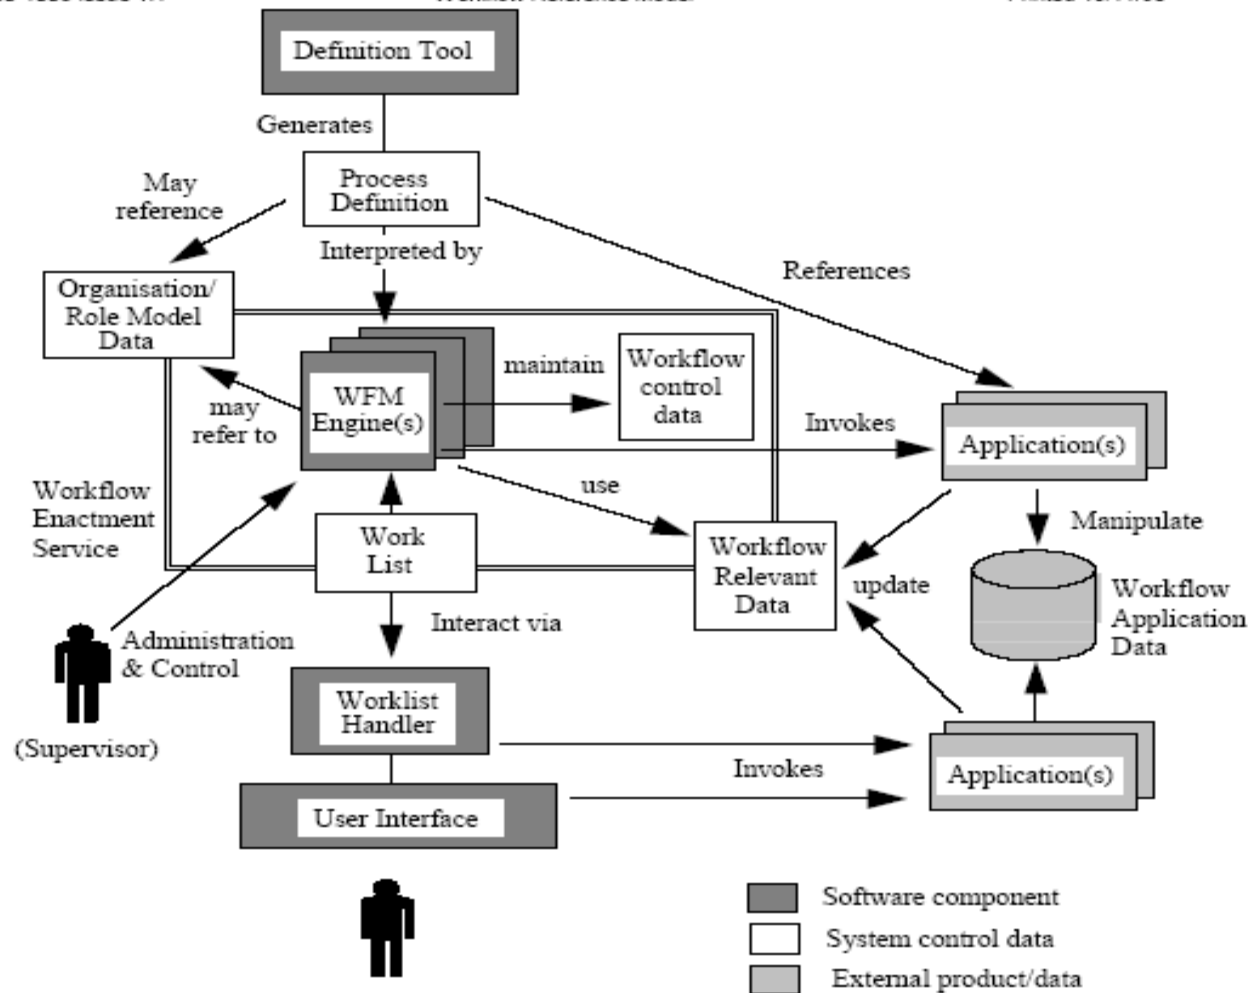 Definition Tool
Generates
Process
Definition
May
reference
Interpreted by
References
Organisation/
Role Model
Data
WFM
Engine(s)
maintain
Workflow
control
data
may
refer to
Invokes
Application(s)
use
Workflow
Enactment
Service
Work
List
Workflow
Relevant
Data
Manipulate
update
Workflow
Application
Data
Interact via
Administration
& Control
(Supervisor)
Worklist
Handler
Invokes
Application(s)
User Interface
Software component
System control data
External product/data